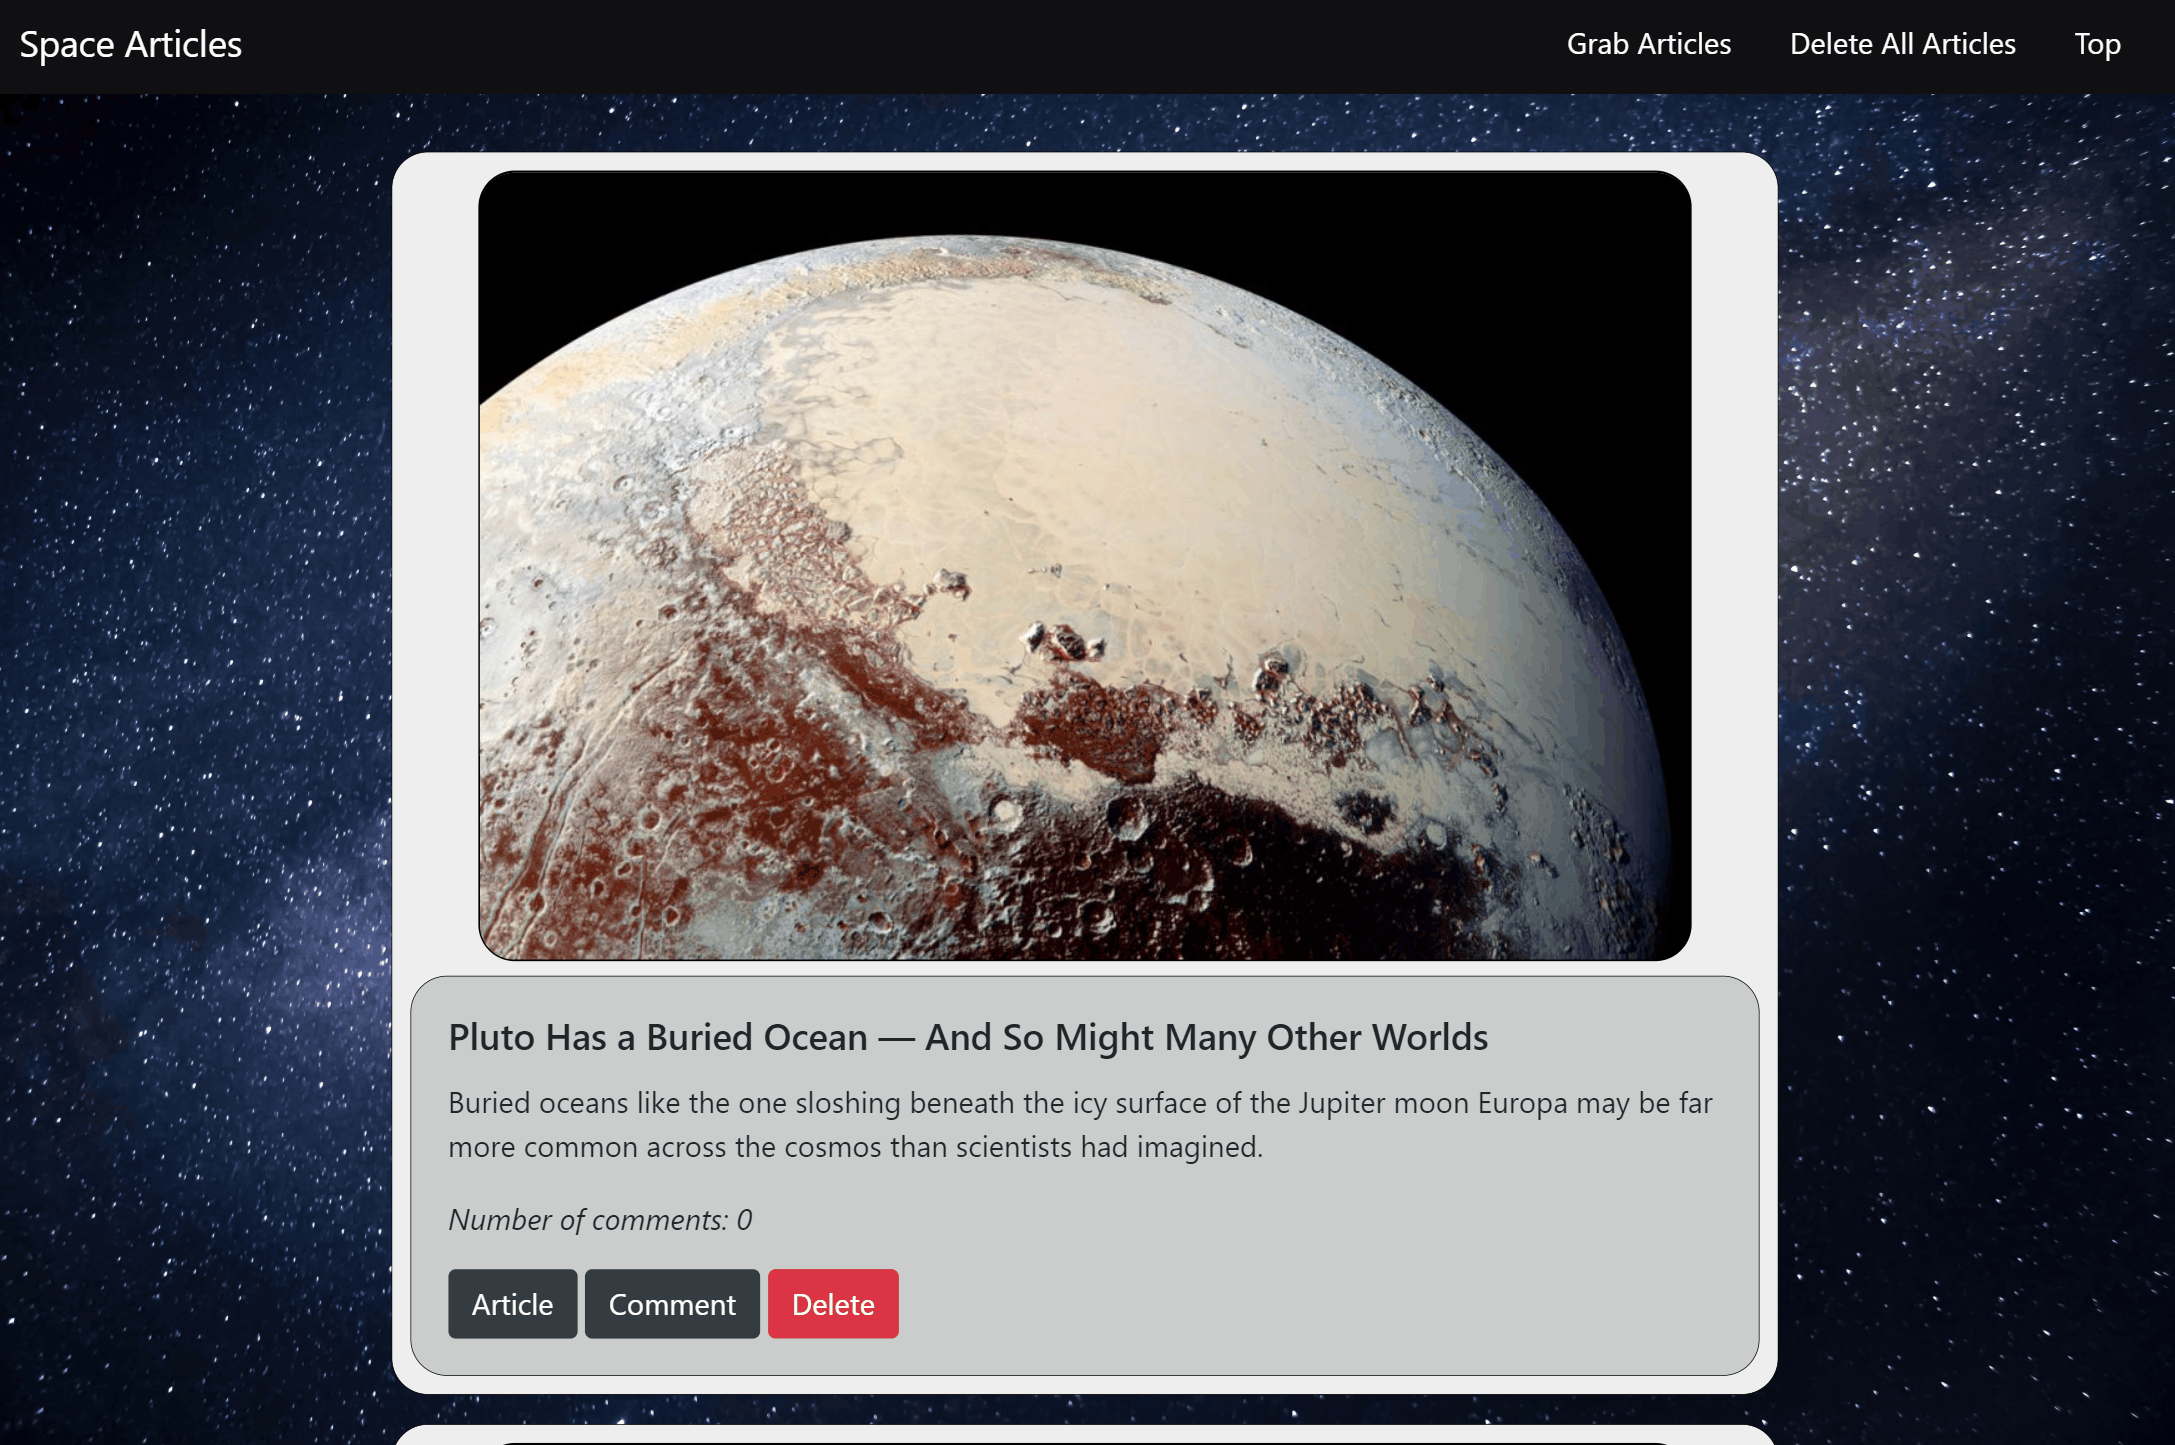 Space Articles
Grab Articles
Delete All Articles
Top
Pluto Has a Buried Ocean — And So Might Many Other Worlds
Buried oceans like the one sloshing beneath the icy surface of the Jupiter moon Europa may be far
more common across the cosmos than scientists had imagined.
Number of comments: 0
Article
Comment
Delete